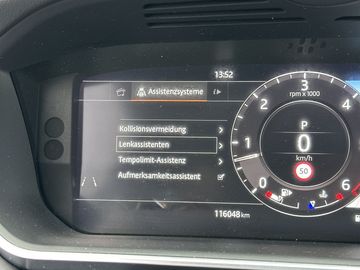 13:52
Assistenzsysteme
Kollisionsvermeidung
Lenkassistenten
Tempolimit-Assistenz
Aufmerksamkeitsassistent
116048 km
3
rpm x 1000
2
4
1
P
5
0
km/h
50
0
6